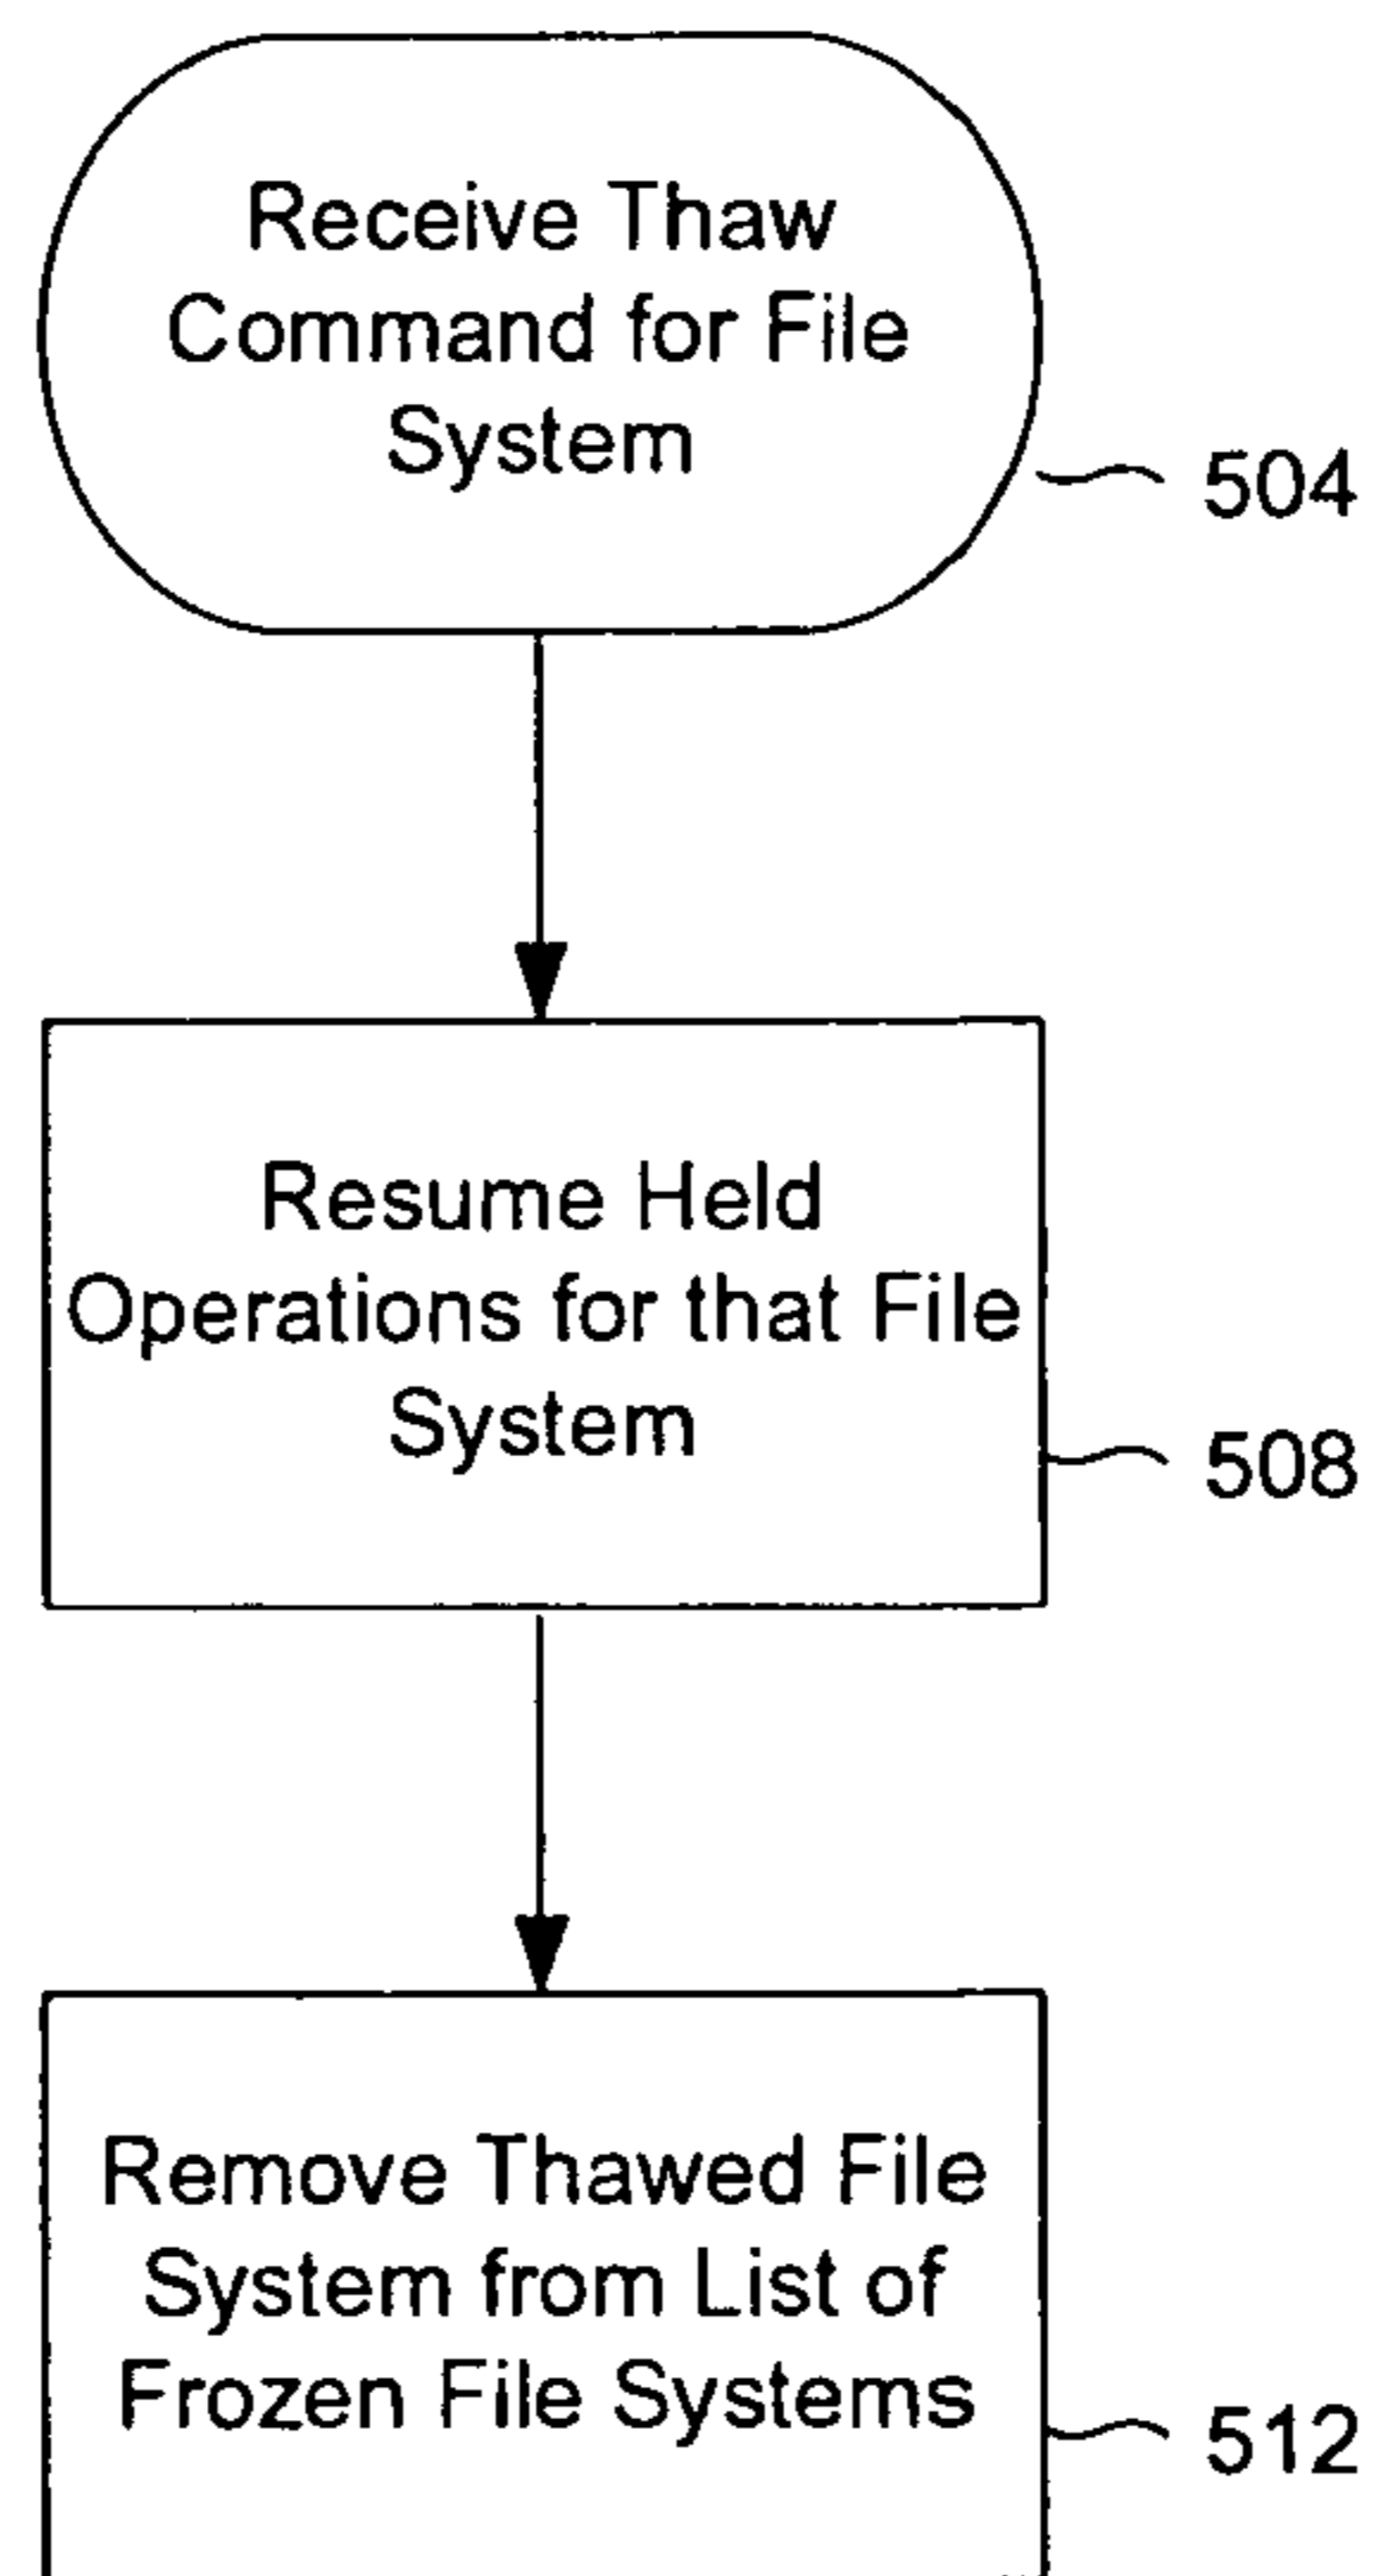 Receive Thaw
Command for File
System
504
Resume Held
Operations for that File
System
508
Remove Thawed File
System from List of
Frozen File Systems
512